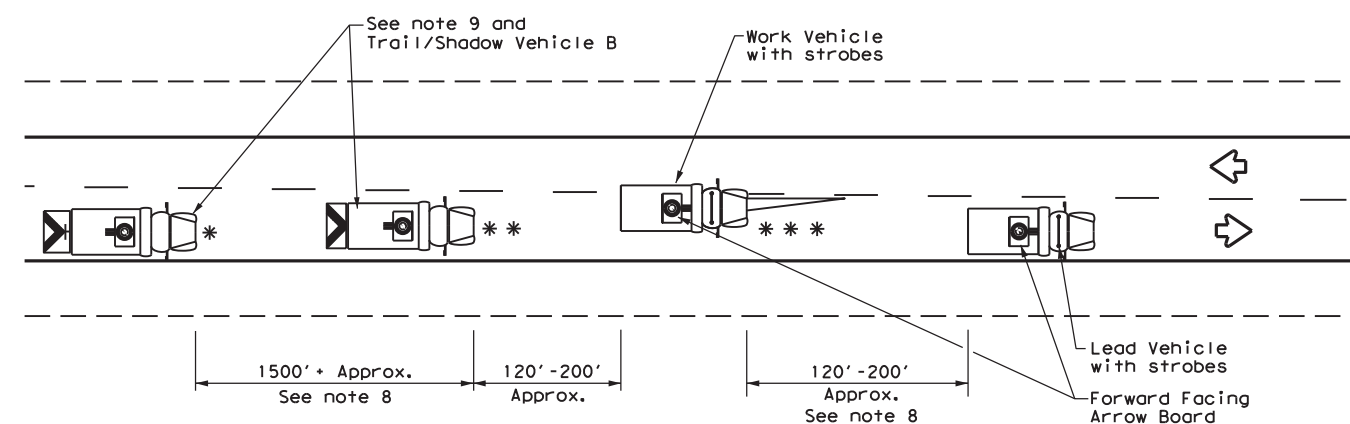 See note 9 and
Trail/Shadow Vehicle B
Work Vehicle
with strobes
*
* *
* * *
1500'+ Approx.
See note 8
120'-200'
Approx.
120'-200'
Approx.
See note 8
Lead Vehicle
with strobes
Forward Facing
Arrow Board